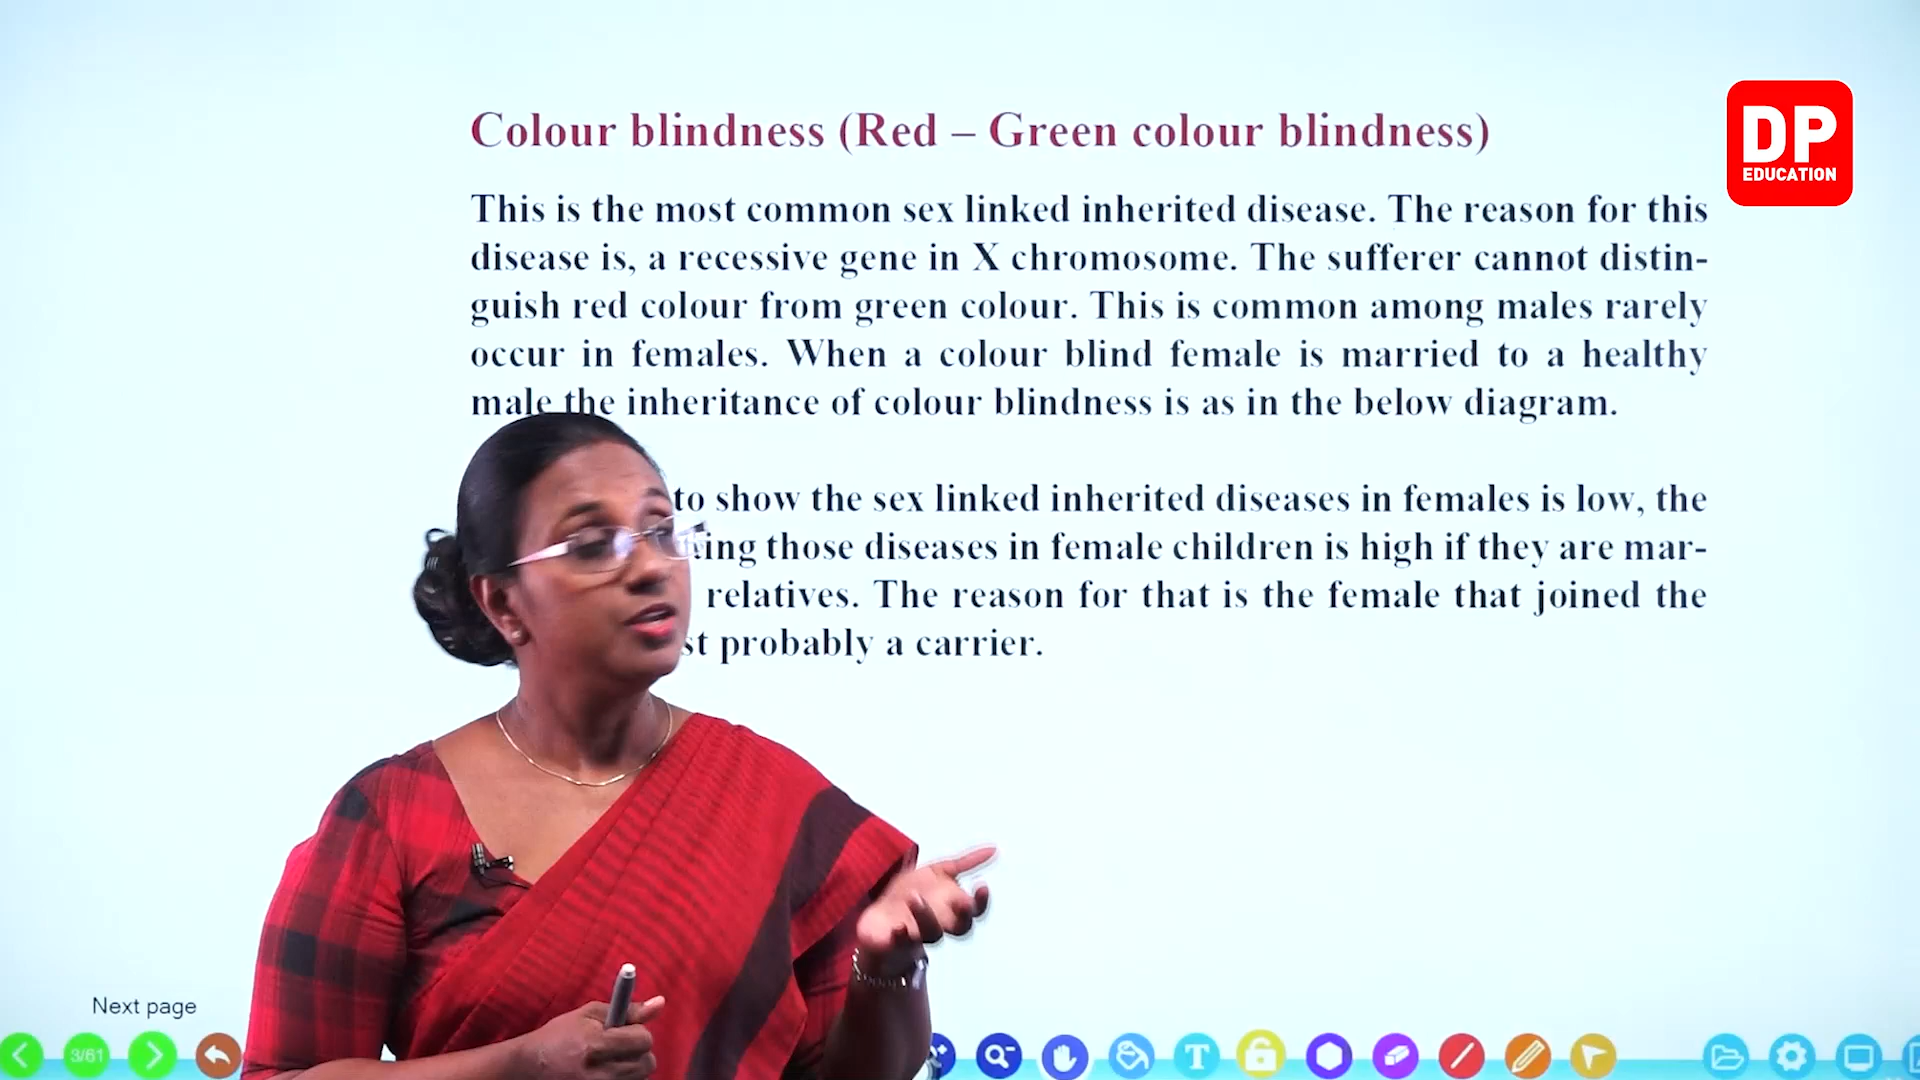 Colour blindness (Red – Green colour blindness)
DP
EDUCATION
This is the most common sex linked inherited disease. The reason for this
disease is, a recessive gene in X chromosome. The sufferer cannot distin-
guish red colour from green colour. This is common among males rarely
occur in females. When a colour blind female is married to a healthy
male the inheritance of colour blindness is as in the below diagram.
to show the sex linked inherited diseases in females is low, the
those diseases in female children is high if they are mar-
relatives. The reason for that is the female that joined the
probably a carrier.
Next page
3/61
T